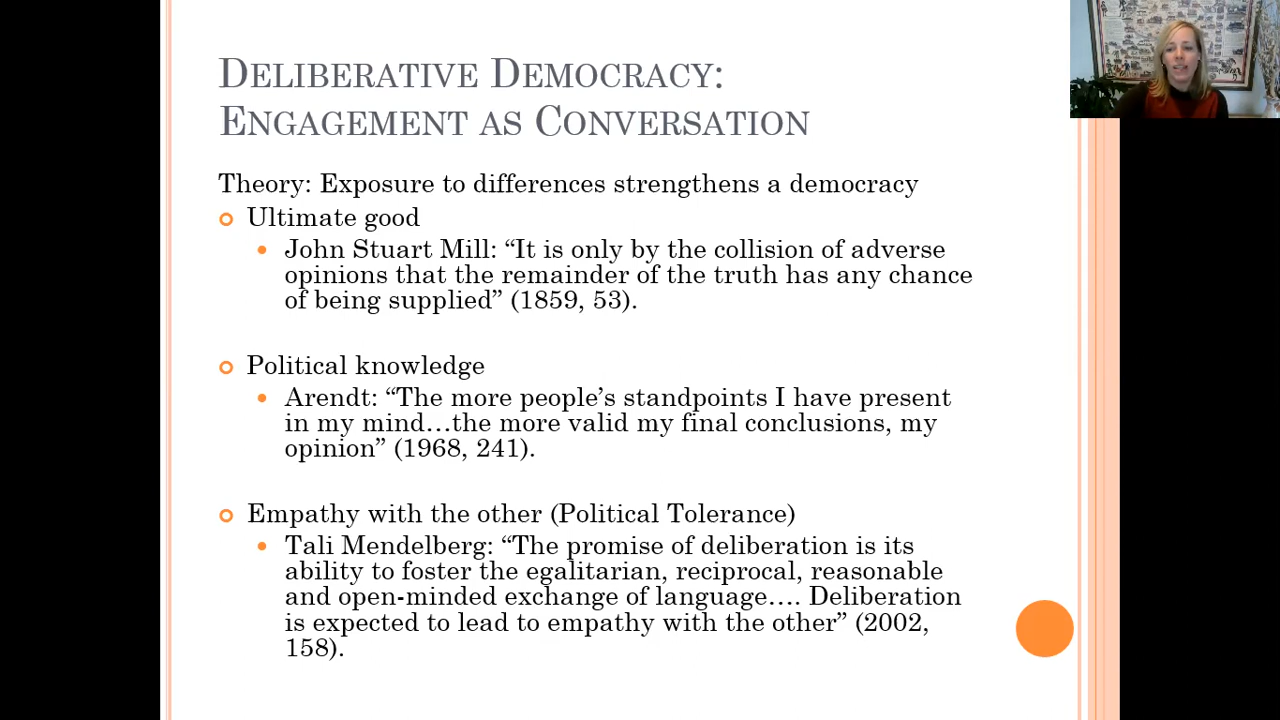 DELIBERATIVE DEMOCRACY:
ENGAGEMENT AS CONVERSATION
Theory: Exposure to differences strengthens a democracy
Ultimate good
John Stuart Mill: “It is only by the collision of adverse
opinions that the remainder of the truth has any chance
of being supplied” (1859, 53).
Political knowledge
Arendt: “The more people’s standpoints I have present
in my mind…the more valid my final conclusions, my
opinion” (1968, 241).
Empathy with the other (Political Tolerance)
Tali Mendelberg: “The promise of deliberation is its
ability to foster the egalitarian, reciprocal, reasonable
and open-minded exchange of language…. Deliberation
is expected to lead to empathy with the other” (2002,
158).